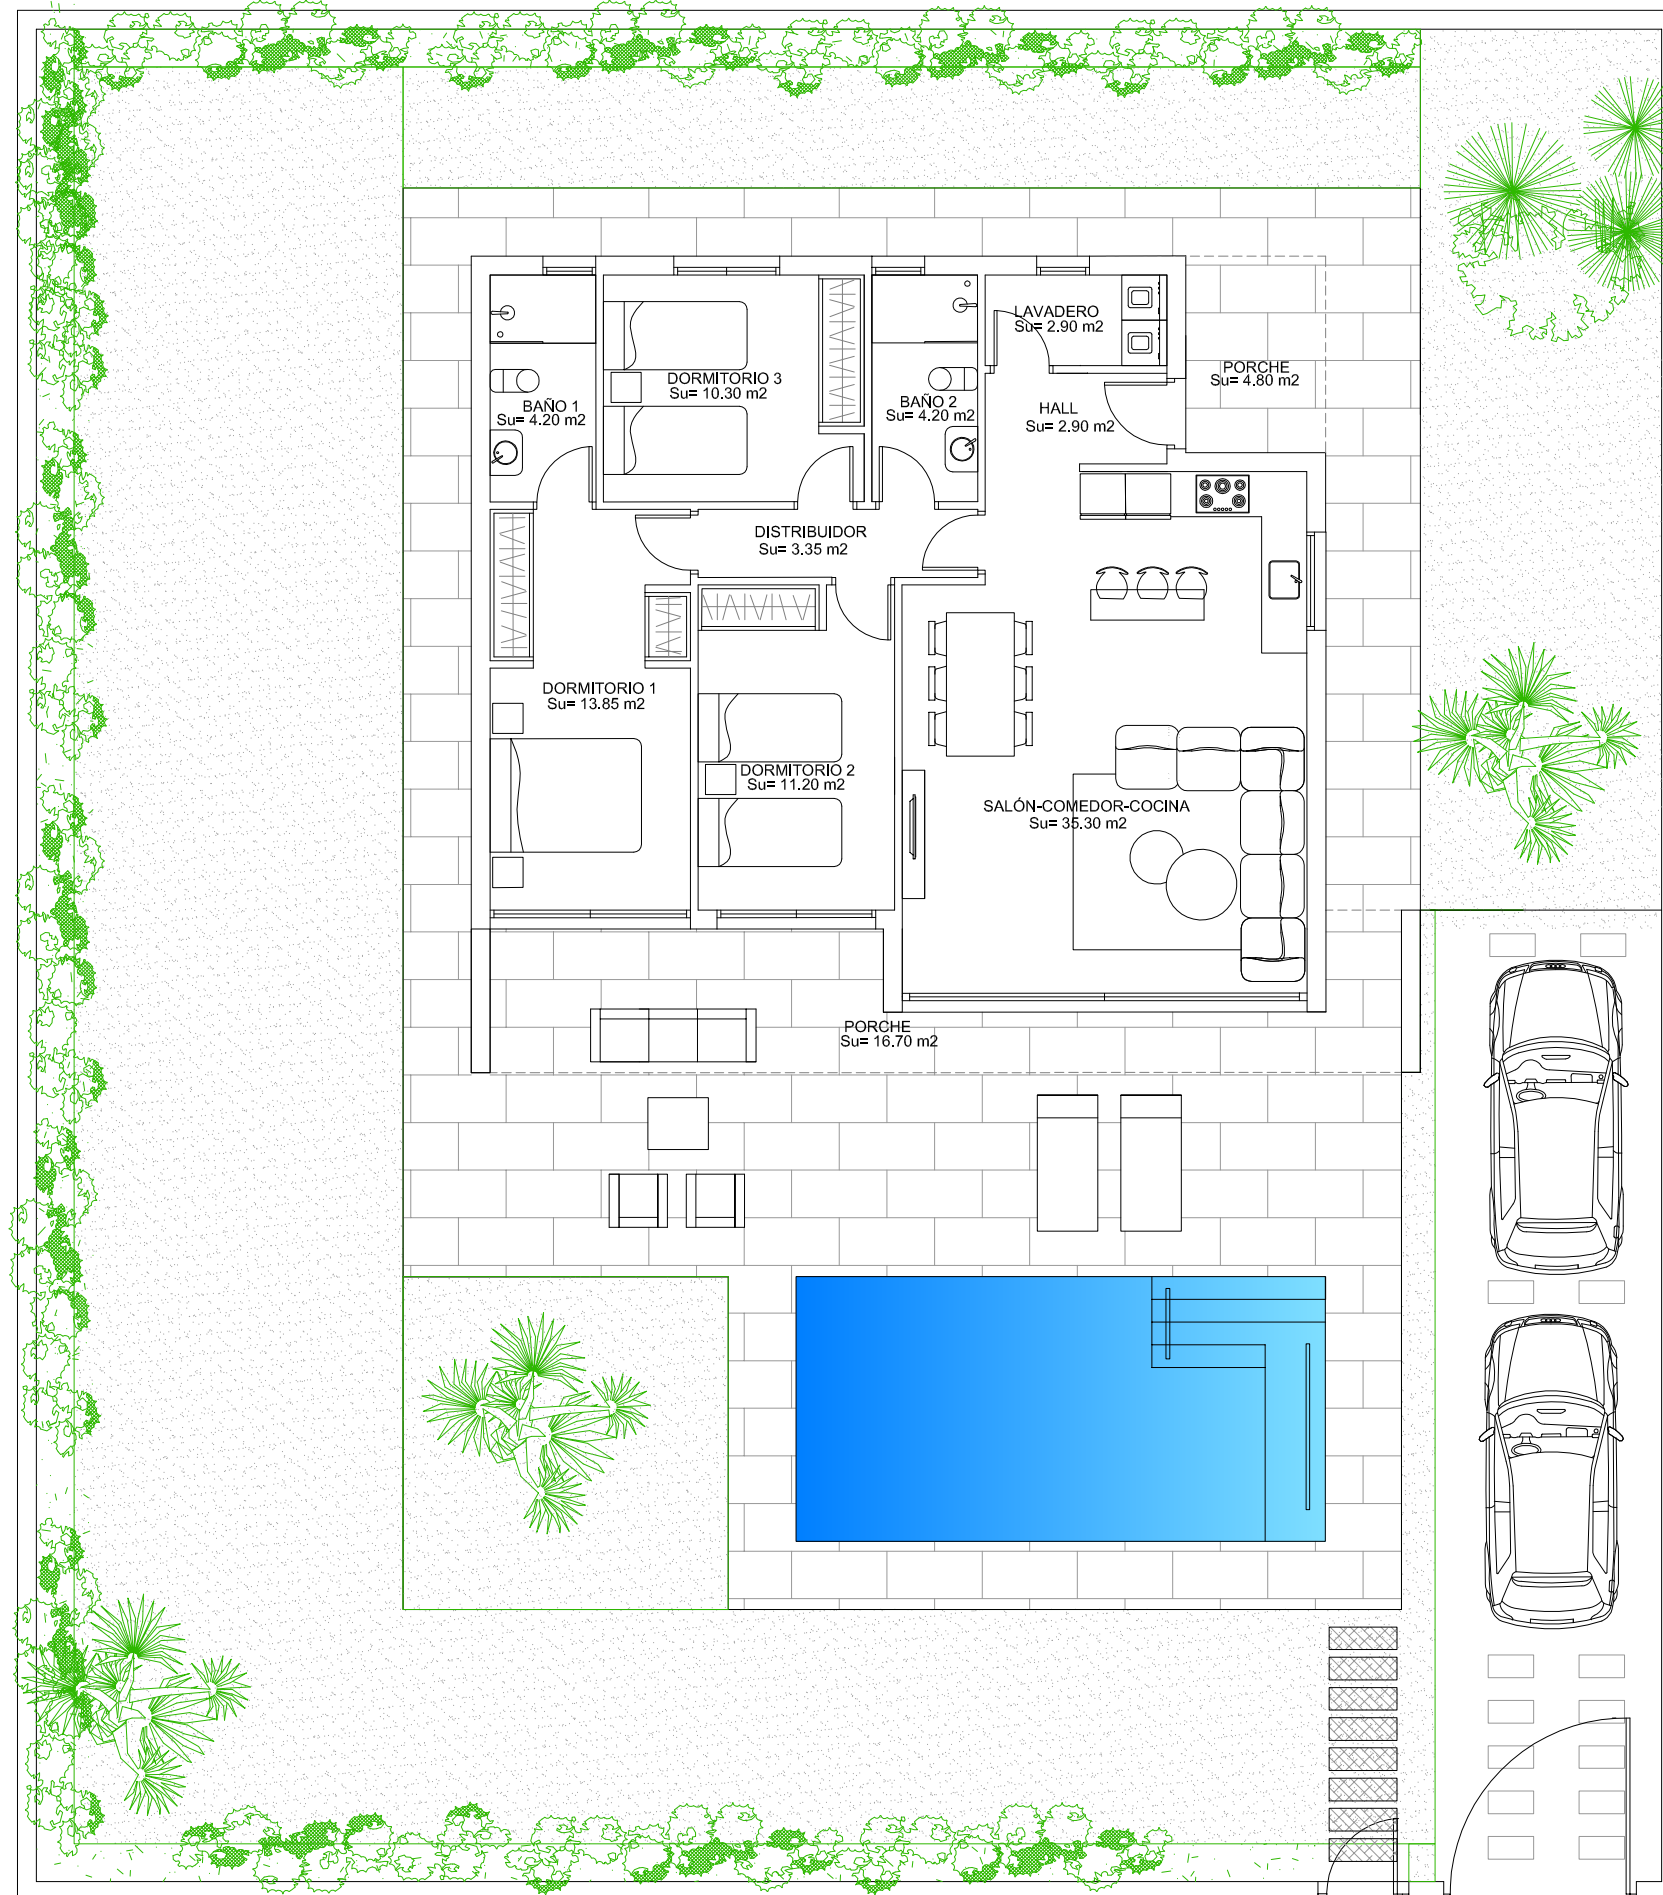 LAVADERO
Su= 2.90 m2
PORCHE
Su= 4.80 m2
DORMITORIO 3
Su= 10.30 m2
BAÑO 1
Su= 4.20 m2
BAÑO 2
Su= 4.20 m2
HALL
Su= 2.90 m2
DISTRIBUIDOR
Su= 3.35 m2
DORMITORIO 1
Su= 13.85 m2
DORMITORIO 2
Su= 11.20 m2
SALÓN-COMEDOR-COCINA
Su= 35.30 m2
PORCHE
Su= 16.70 m2